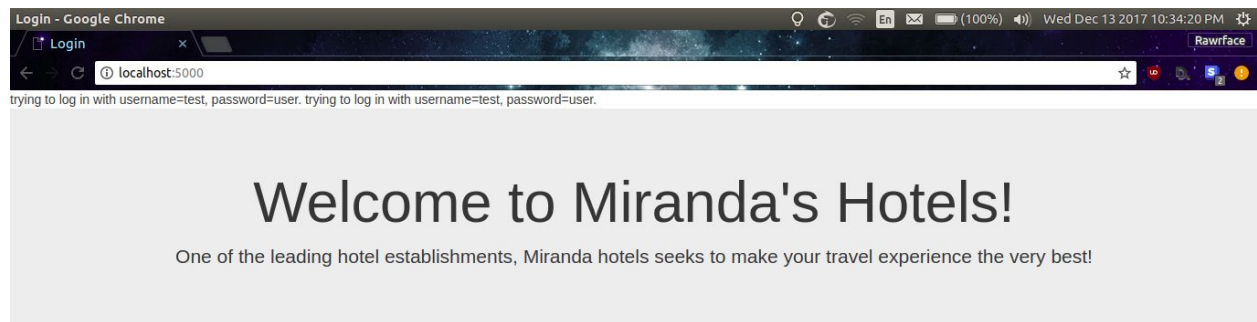 Login - Google Chrome En (100%) Wed Dec 13 2017 10:34:20 PM
Login × Rawrface
localhost:5000
trying to log in with username=test, password=user. trying to log in with username=test, password=user.
Welcome to Miranda's Hotels!
One of the leading hotel establishments, Miranda hotels seeks to make your travel experience the very best!